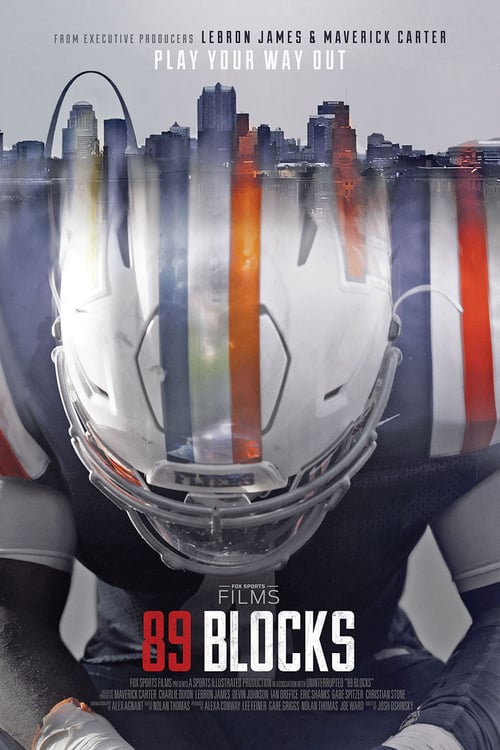 FROM EXECUTIVE PRODUCERS LEBRON JAMES & MAVERICK CARTER
PLAY YOUR WAY OUT
FLYERS
FOX SPORTS
FILMS
89 BLOCKS
FOX SPORTS FILMS PRESENTS A SPORTS ILLUSTRATED PRODUCTION IN ASSOCIATION WITH UNINTERRUPTED "89 BLOCKS"
MAVERICK CARTER CHARLIE DIXON LEBRON JAMES DEVIN JOHNSON IAN OREFICE ERIC SHANKS GABE SPITZER CHRISTIAN STONE
ALEX AGNANT NOLAN THOMAS ALEXA CONWAY LEE FEINER GABE GRIGGS NOLAN THOMAS JOE WARD JOSH OSHINSKY